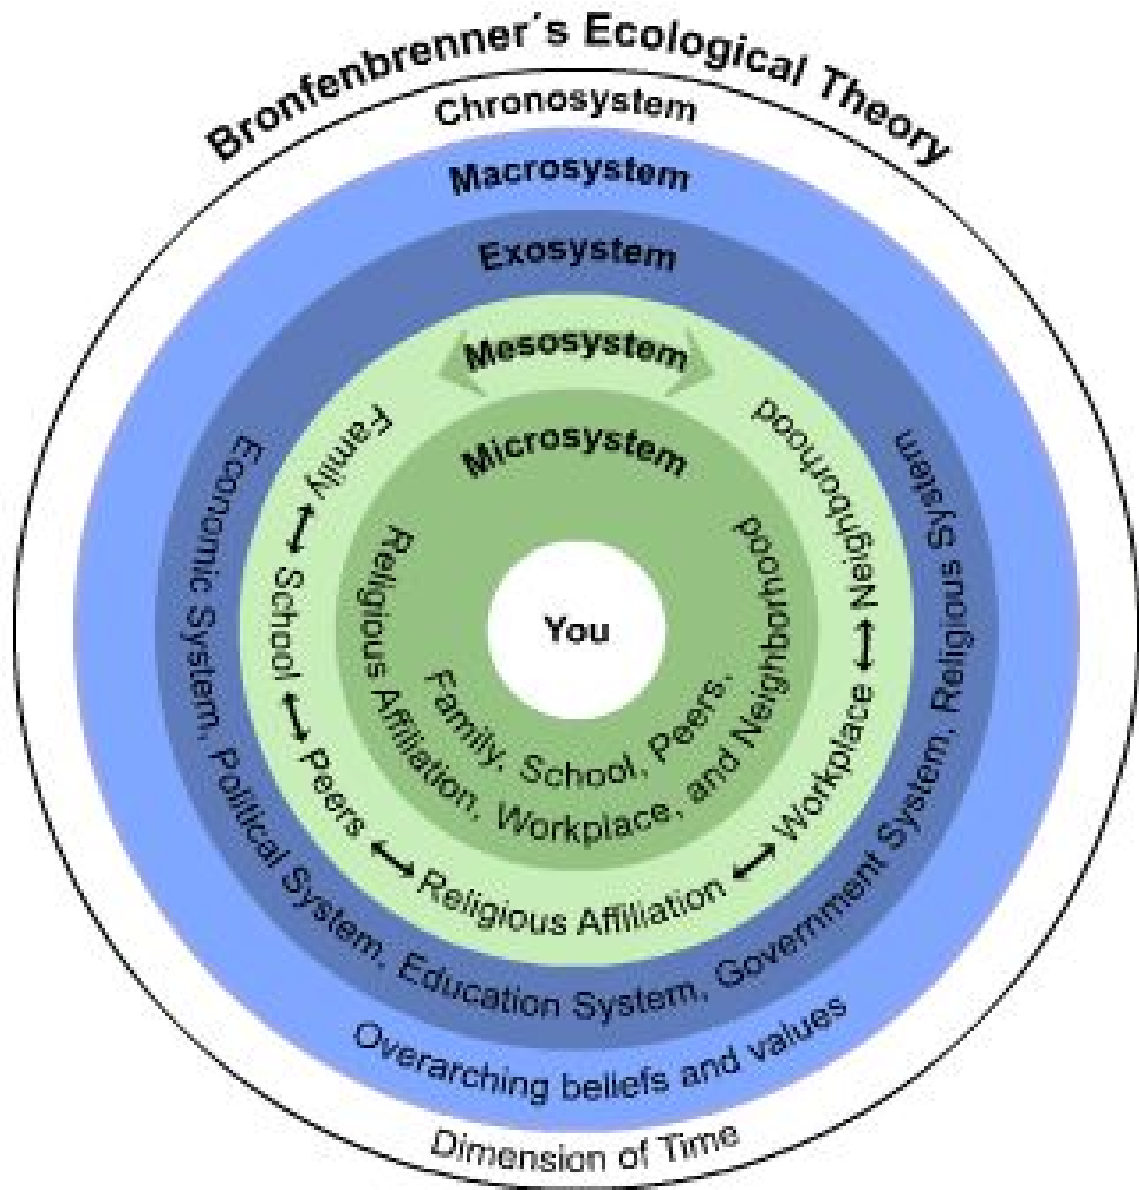 Bronfenbrenner´s Ecological Theory
Chronosystem
Macrosystem
Exosystem
Mesosystem
Microsystem
You
Family, School, Peers,
Religious Affiliation, Workplace, and Neighborhood
Family ↔ School ↔ Peers ↔ Religious Affiliation ↔ Workplace ↔ Neighborhood
Economic System, Political System, Education System, Government System, Religious System
Overarching beliefs and values
Dimension of Time